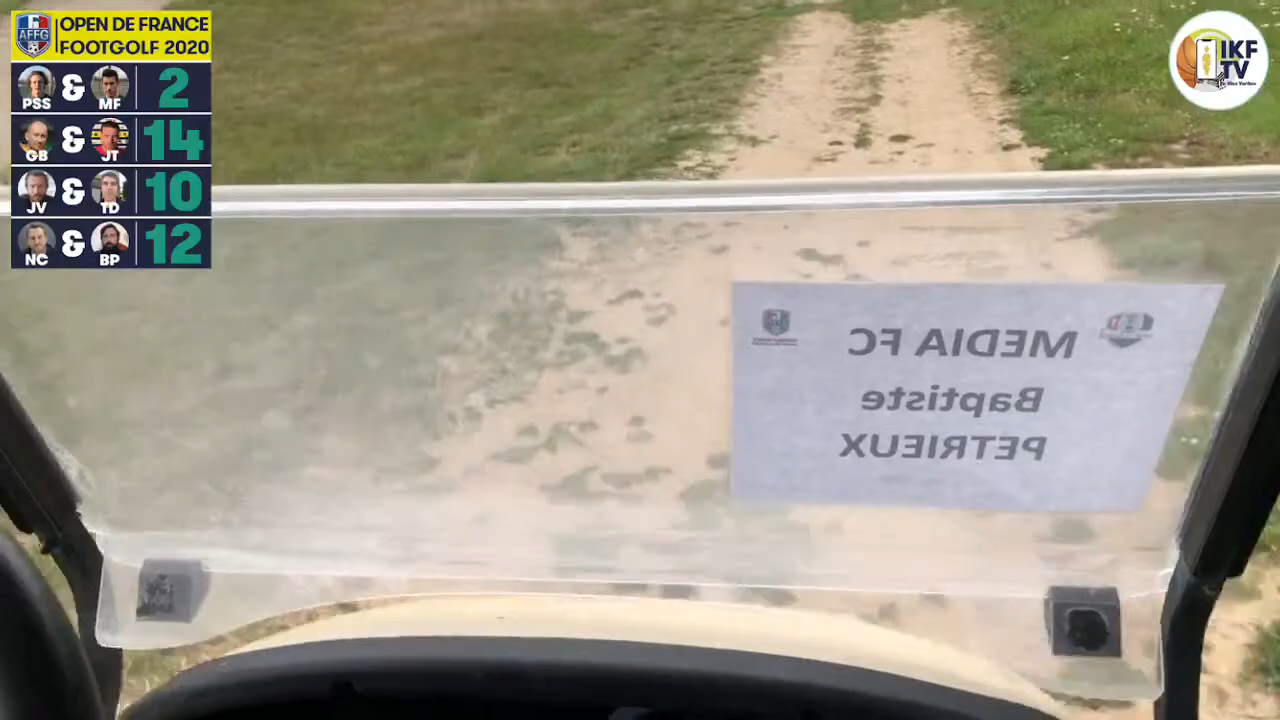 AFFG
OPEN DE FRANCE
FOOTGOLF 2020
PSS & MF 2
GB & JT 14
JV & TD 10
NC & BP 12
IKF
TV
MEDIA FC
Baptiste
PETRIEUX